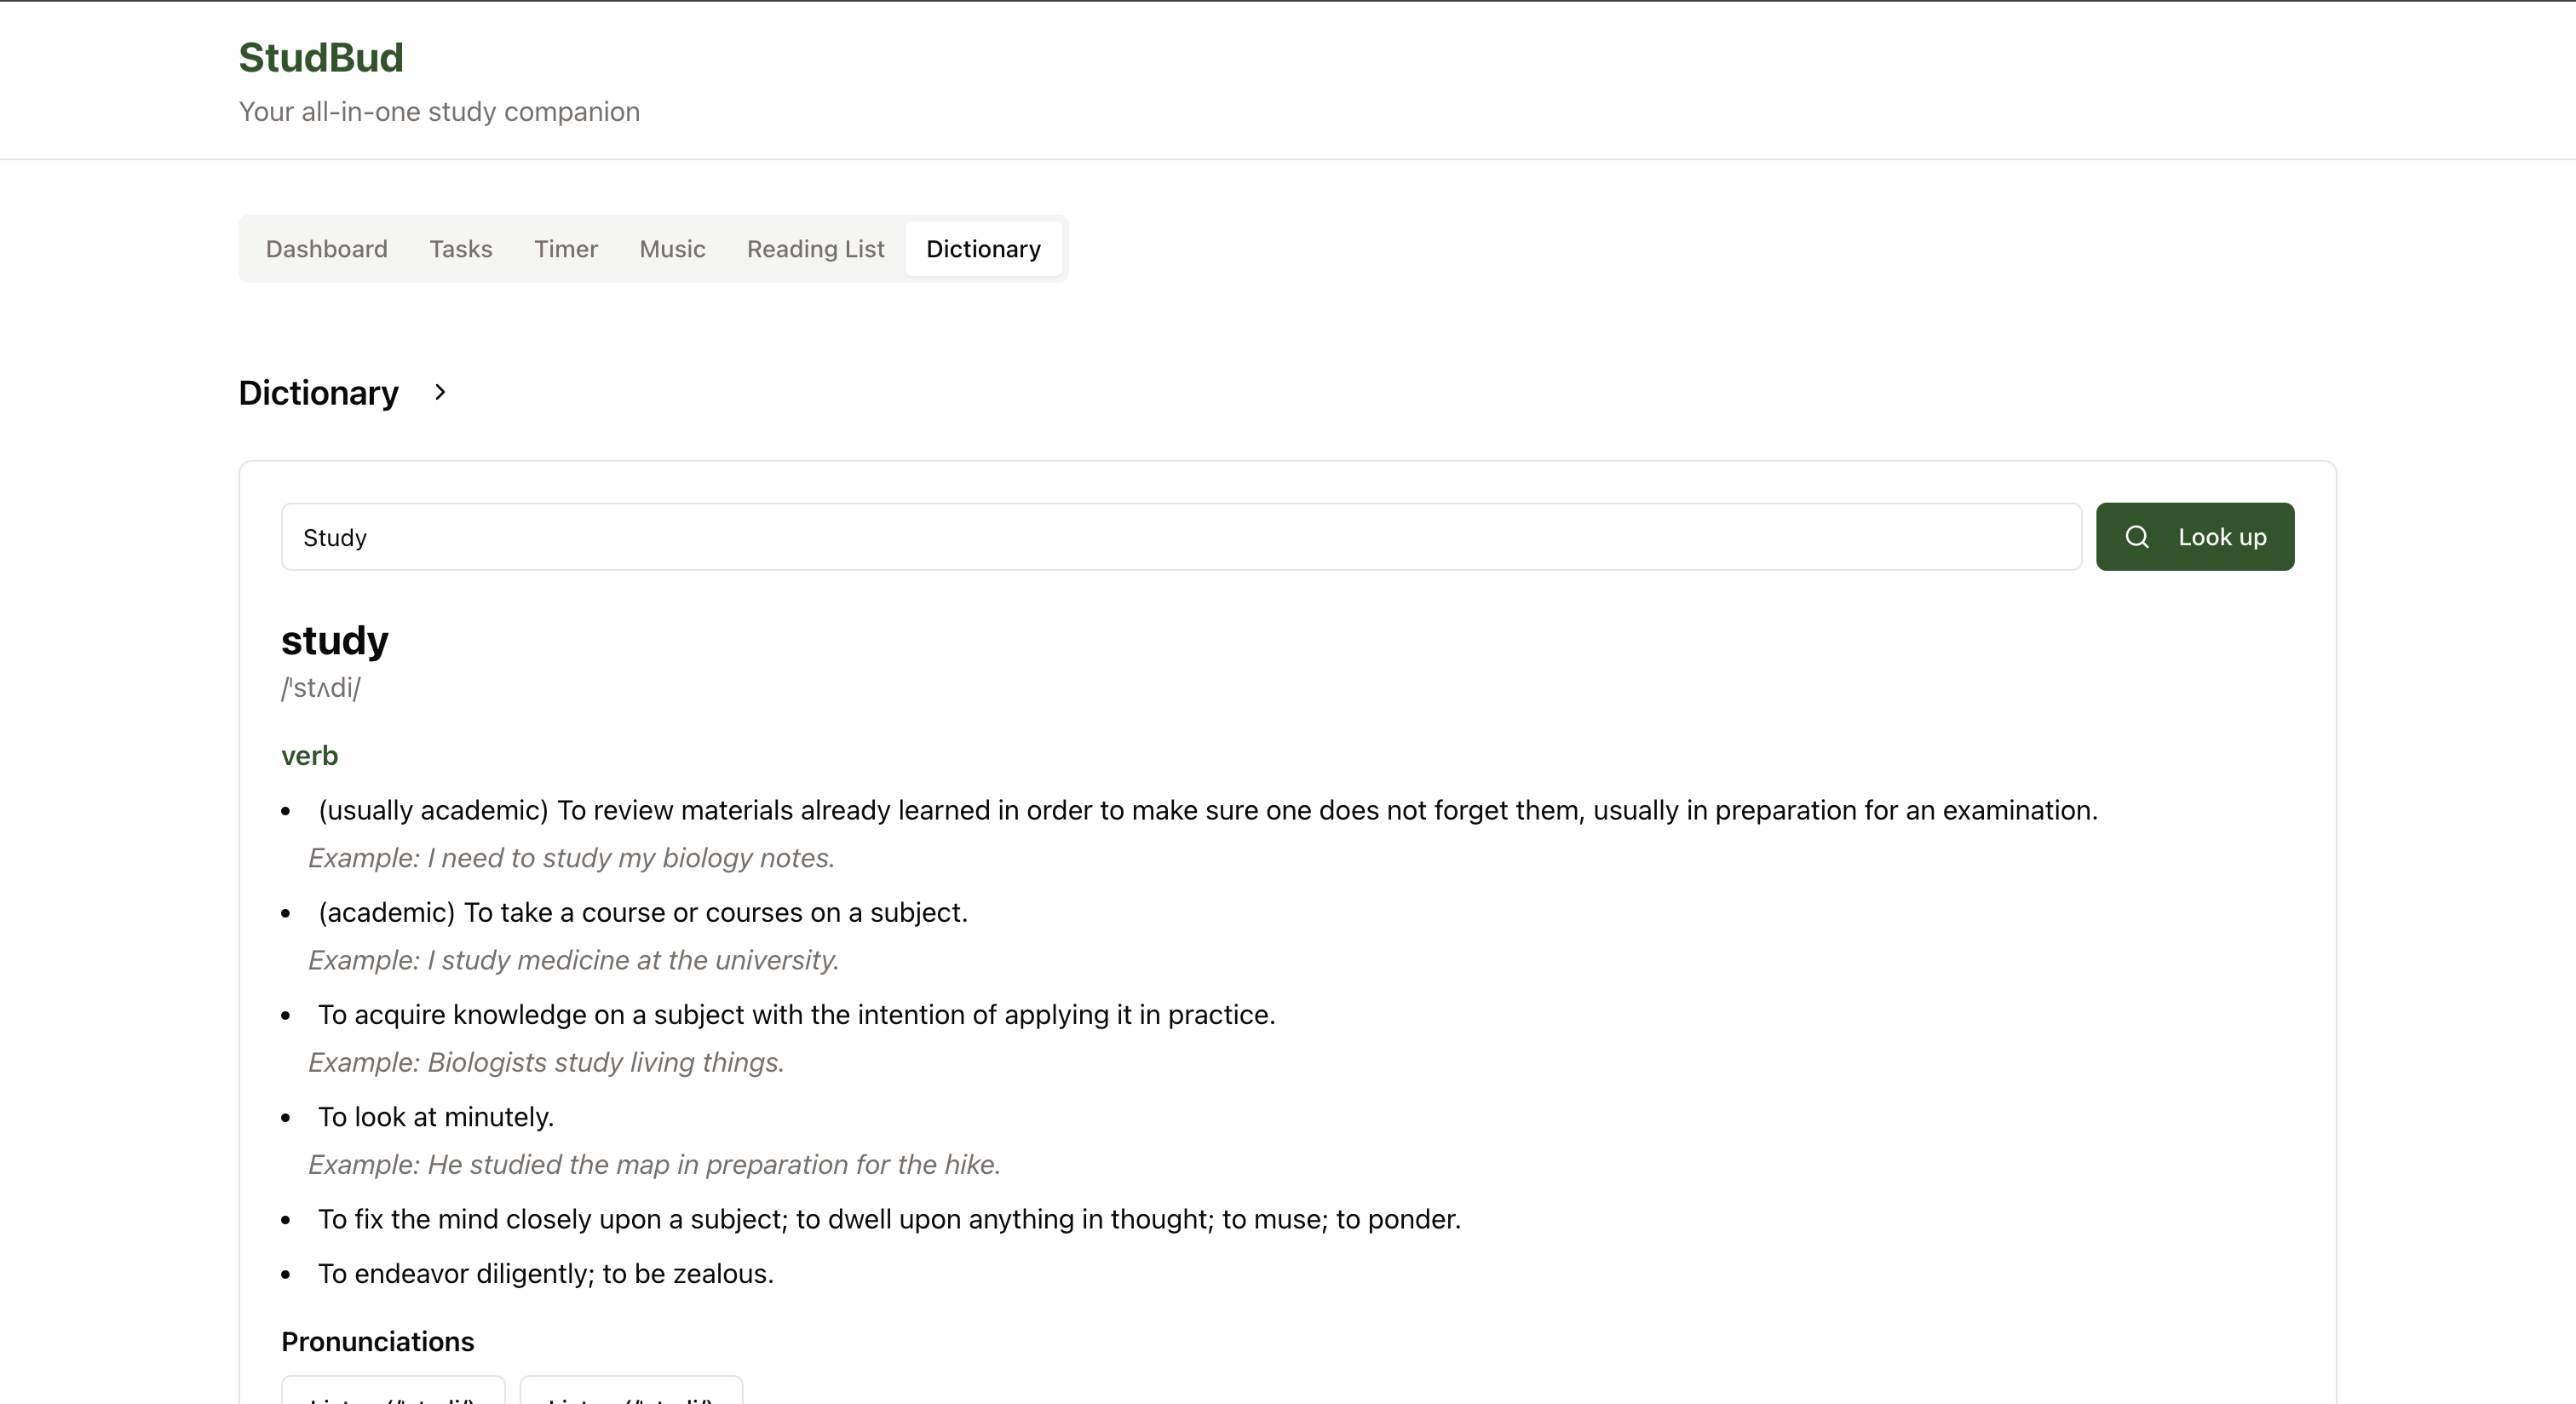 StudBud
Your all-in-one study companion
Dashboard Tasks Timer Music Reading List Dictionary
Dictionary
Study
Look up
study
/ˈstʌdi/
verb
(usually academic) To review materials already learned in order to make sure one does not forget them, usually in preparation for an examination.
Example: I need to study my biology notes.
(academic) To take a course or courses on a subject.
Example: I study medicine at the university.
To acquire knowledge on a subject with the intention of applying it in practice.
Example: Biologists study living things.
To look at minutely.
Example: He studied the map in preparation for the hike.
To fix the mind closely upon a subject; to dwell upon anything in thought; to muse; to ponder.
To endeavor diligently; to be zealous.
Pronunciations